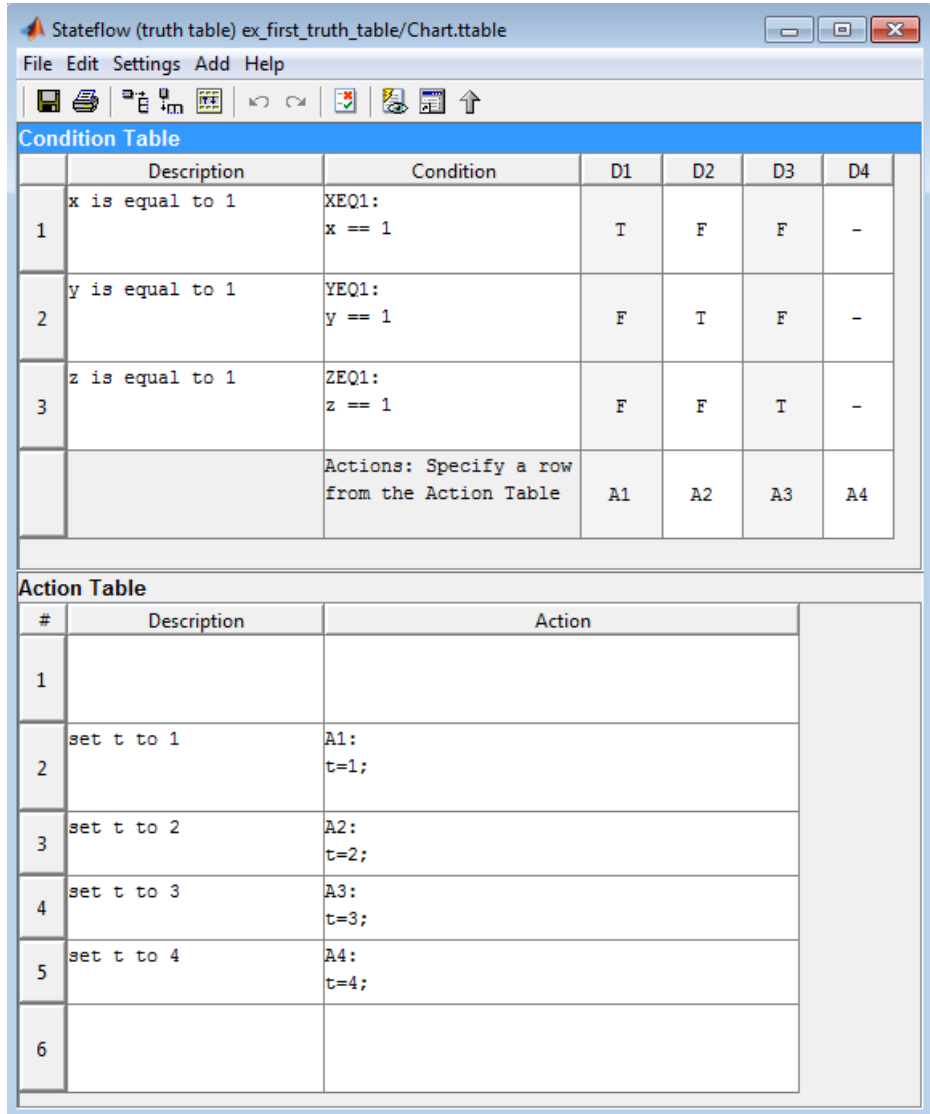 Stateflow (truth table) ex_first_truth_table/Chart.ttable
File Edit Settings Add Help
Condition Table
Description Condition D1 D2 D3 D4
1 x is equal to 1 XEQ1:
x == 1 T F F -
2 y is equal to 1 YEQ1:
y == 1 F T F -
3 z is equal to 1 ZEQ1:
z == 1 F F T -
Actions: Specify a row
from the Action Table A1 A2 A3 A4
Action Table
# Description Action
1
2 set t to 1 A1:
t=1;
3 set t to 2 A2:
t=2;
4 set t to 3 A3:
t=3;
5 set t to 4 A4:
t=4;
6